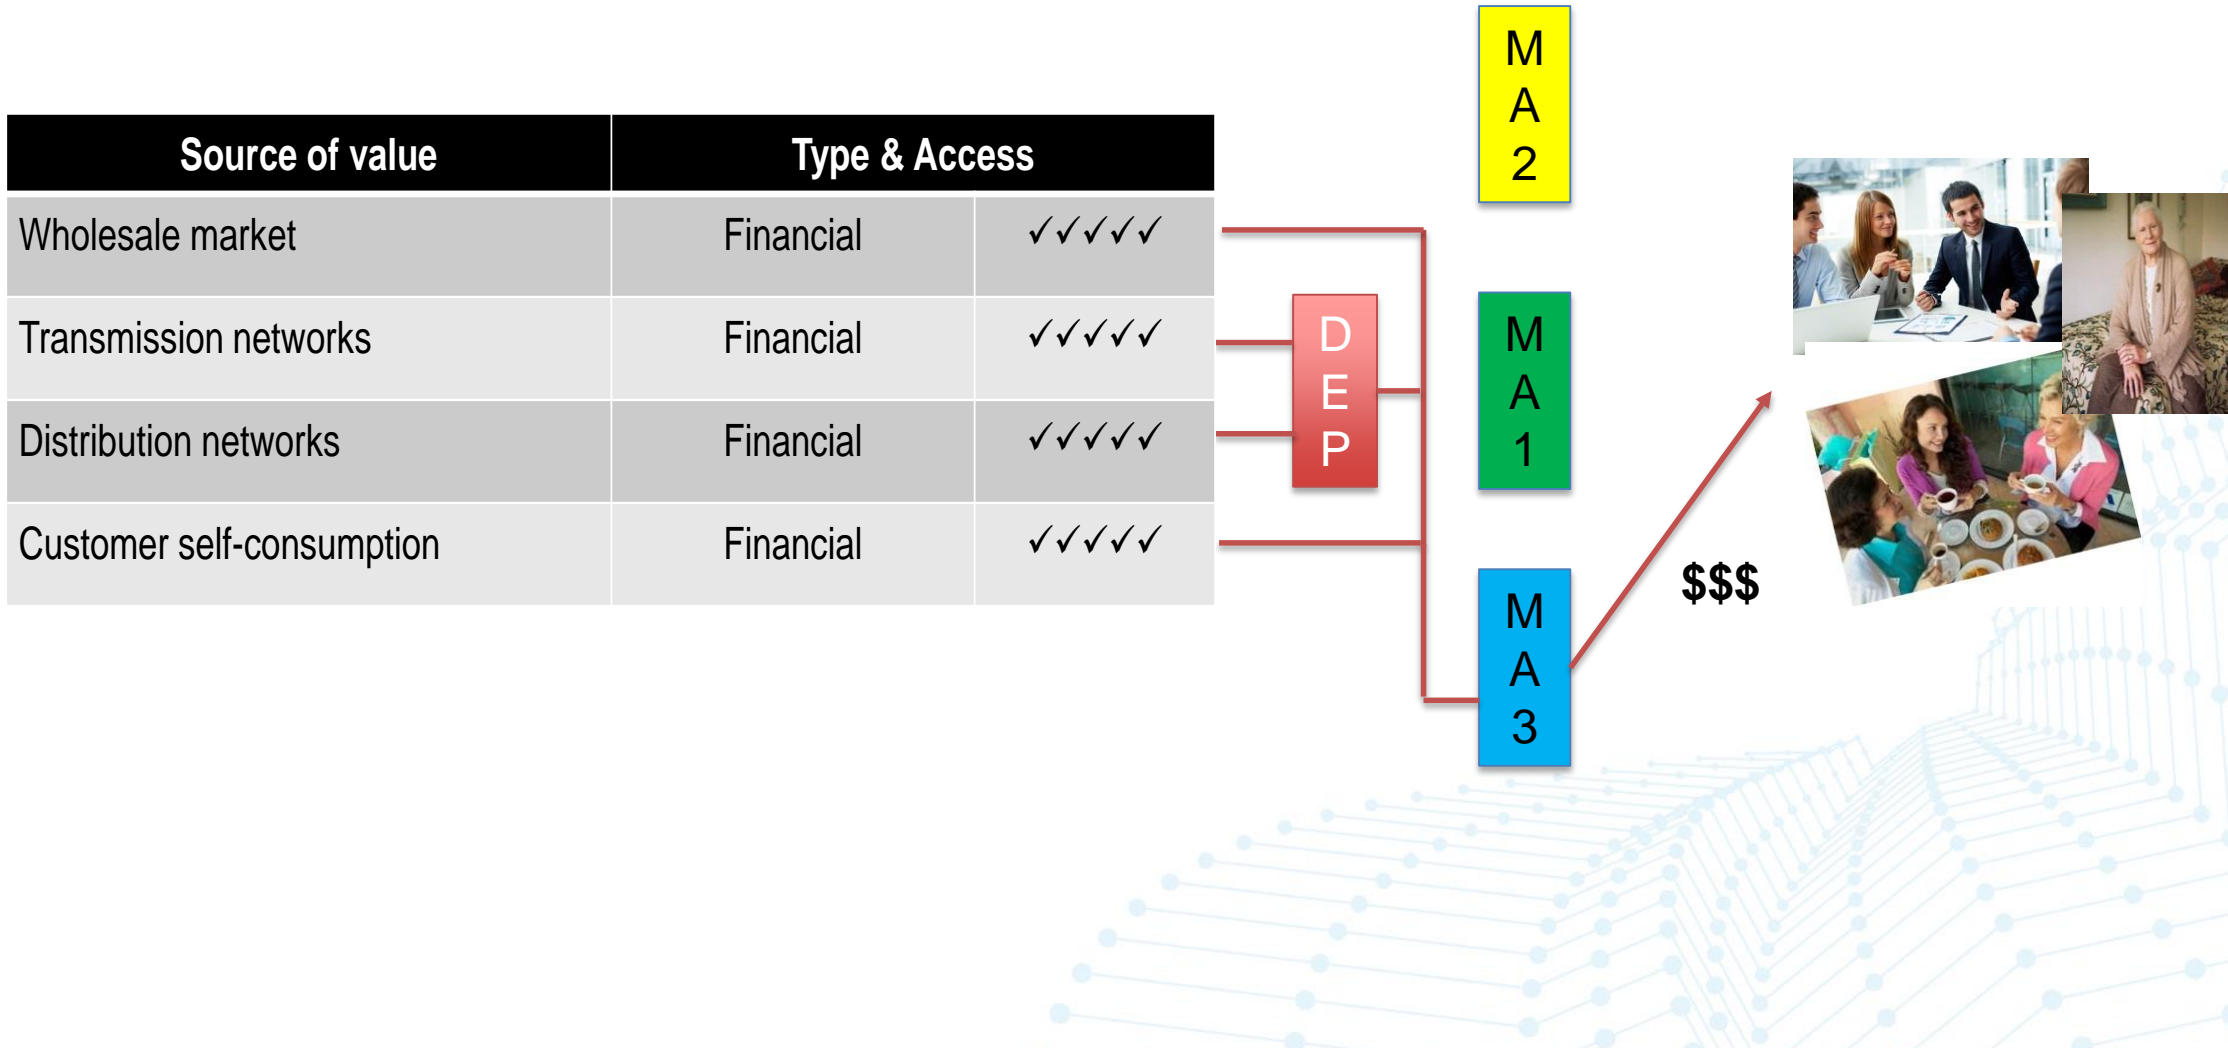 Source of value Type & Access
Wholesale market Financial ✓✓✓✓✓
Transmission networks Financial ✓✓✓✓✓
Distribution networks Financial ✓✓✓✓✓
Customer self-consumption Financial ✓✓✓✓✓
D
E
P
M
A
2
M
A
1
M
A
3
$$$